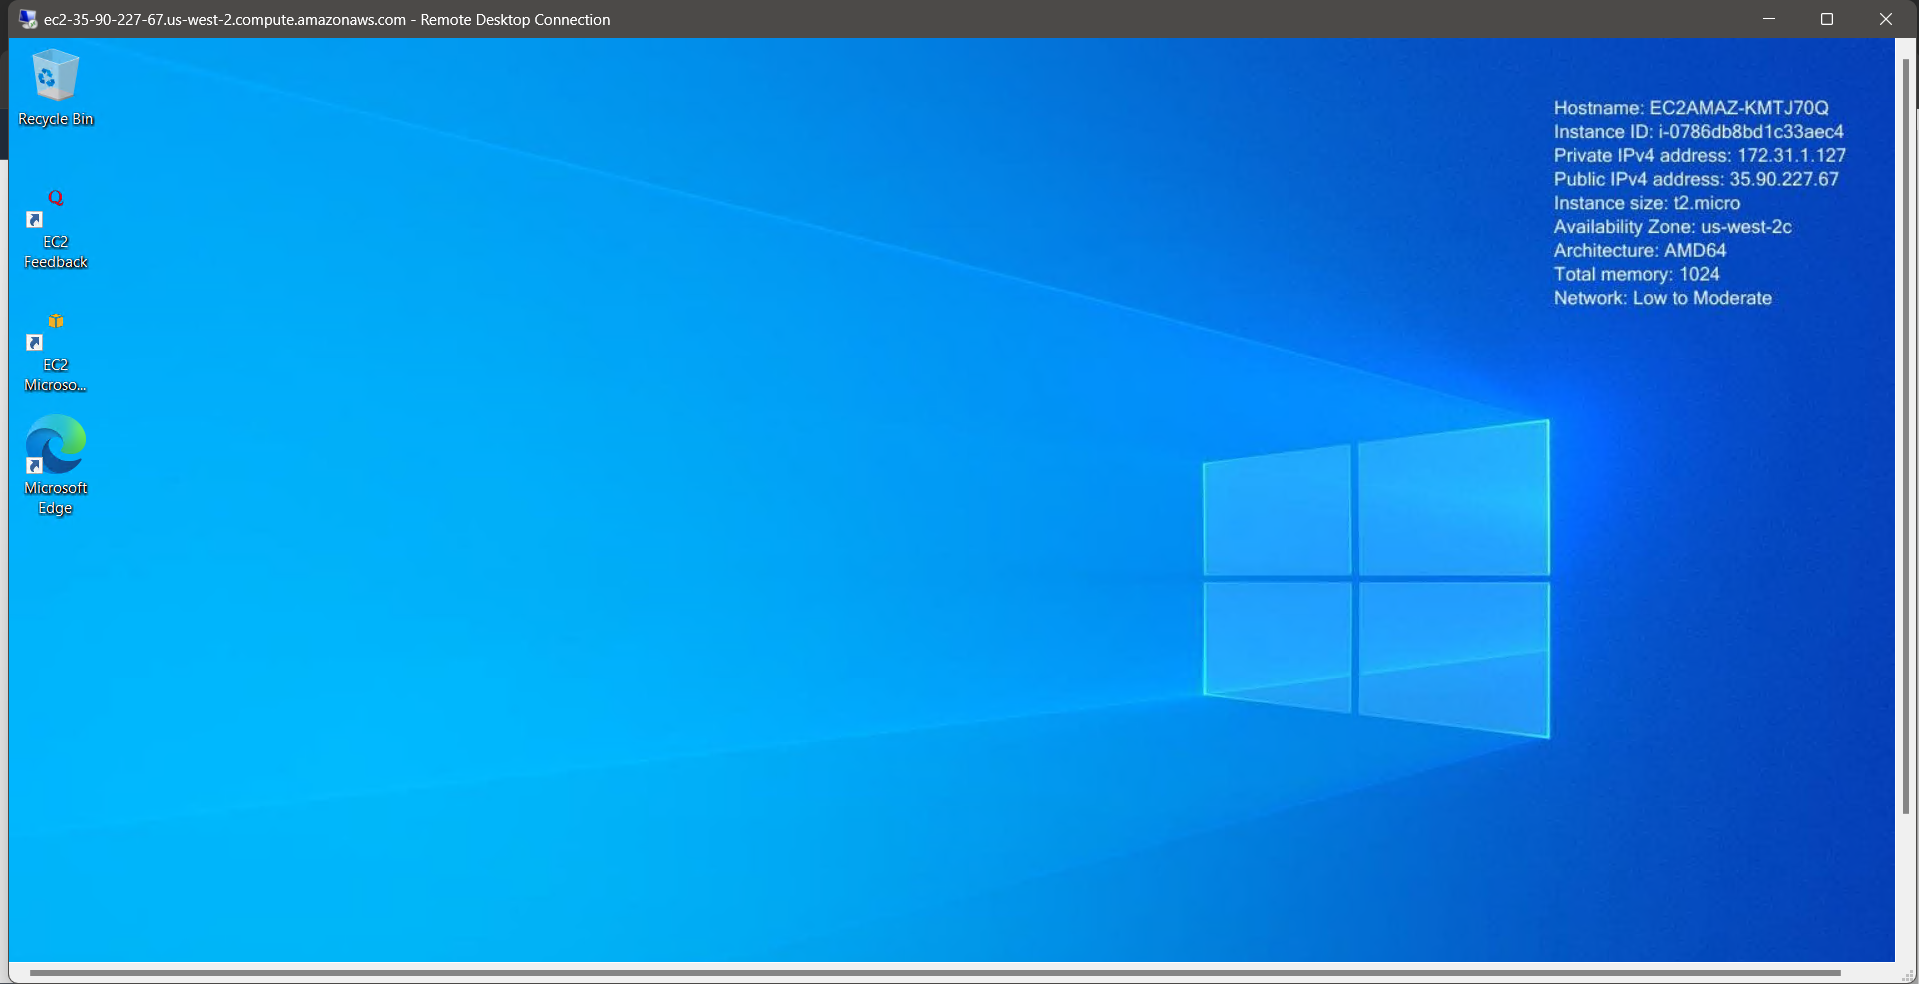 ec2-35-90-227-67.us-west-2.compute.amazonaws.com - Remote Desktop Connection
Recycle Bin
EC2
Feedback
EC2
Microso...
Microsoft
Edge
Hostname: EC2AMAZ-KMTJ70Q
Instance ID: i-0786db8bd1c33aec4
Private IPv4 address: 172.31.1.127
Public IPv4 address: 35.90.227.67
Instance size: t2.micro
Availability Zone: us-west-2c
Architecture: AMD64
Total memory: 1024
Network: Low to Moderate